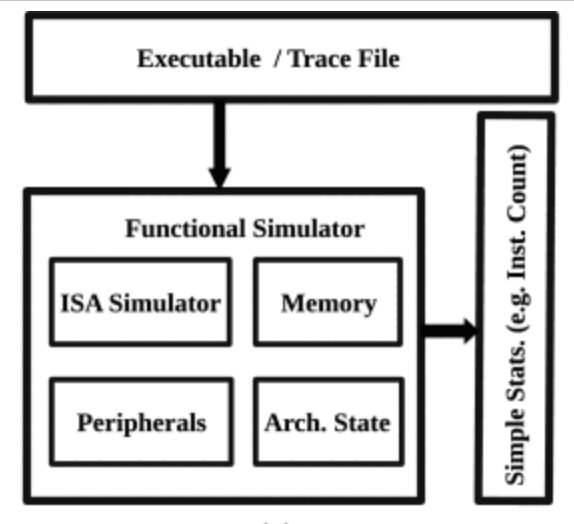 Executable / Trace File
Functional Simulator
ISA Simulator
Memory
Peripherals
Arch. State
Simple Stats. (e.g. Inst. Count)